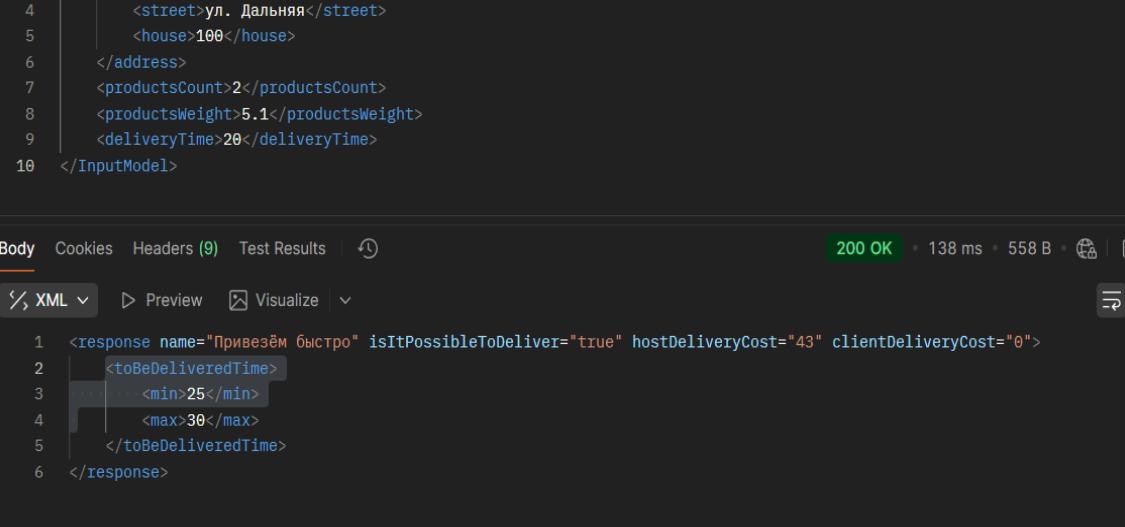 4 <street>ул. Дальняя</street>
5 <house>100</house>
6 </address>
7 <productsCount>2</productsCount>
8 <productsWeight>5.1</productsWeight>
9 <deliveryTime>20</deliveryTime>
10 </InputModel>
Body Cookies Headers (9) Test Results 200 OK • 138 ms • 558 B
XML Preview Visualize
1 <response name="Привезём быстро" isItPossibleToDeliver="true" hostDeliveryCost="43" clientDeliveryCost="0">
2 <toBeDeliveredTime>
3 <min>25</min>
4 <max>30</max>
5 </toBeDeliveredTime>
6 </response>